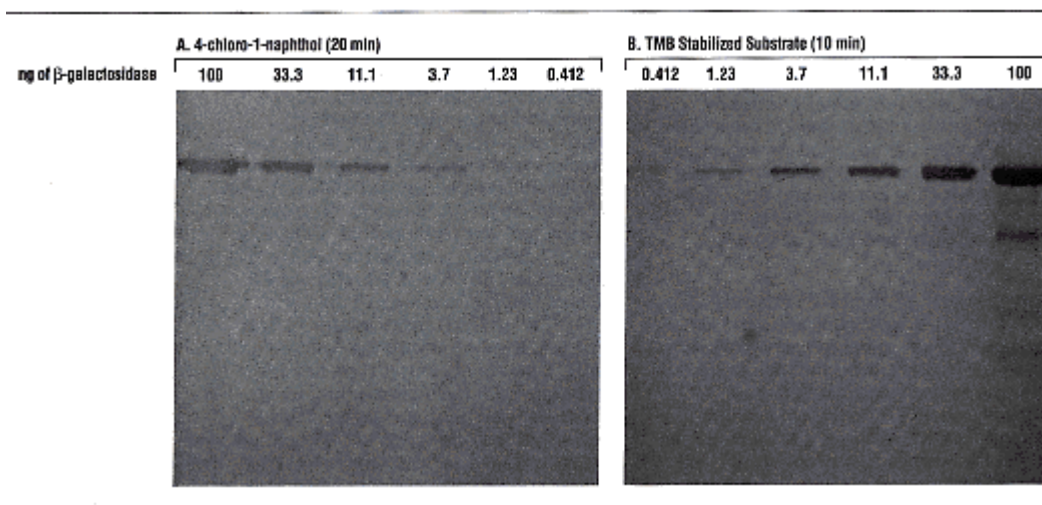 A. 4-chloro-1-naphthol (20 min)
B. TMB Stabilized Substrate (10 min)
ng of β-galactosidase 100 33.3 11.1 3.7 1.23 0.412
0.412 1.23 3.7 11.1 33.3 100